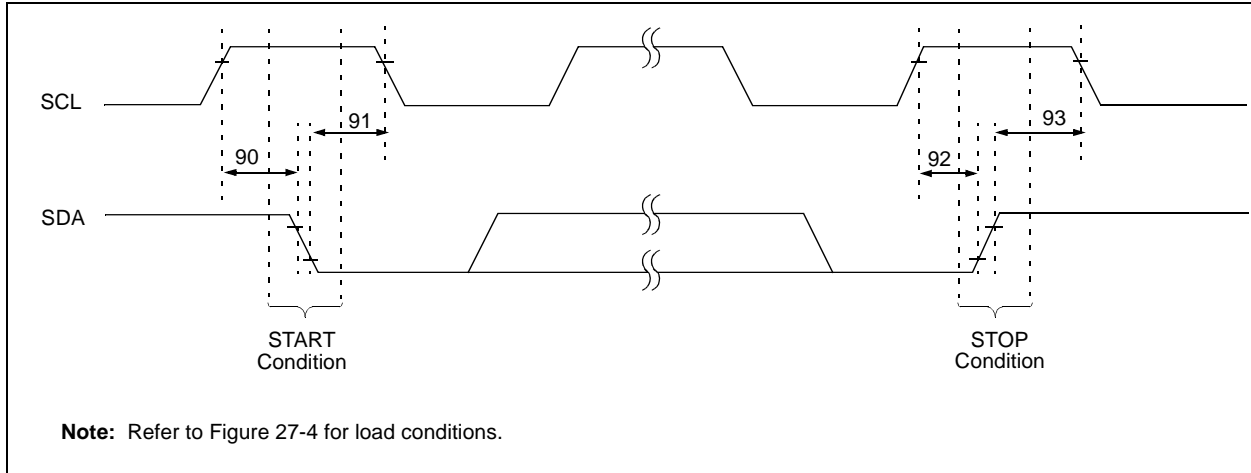 SCL
91
93
90
92
SDA
START
Condition
STOP
Condition
Note: Refer to Figure 27-4 for load conditions.